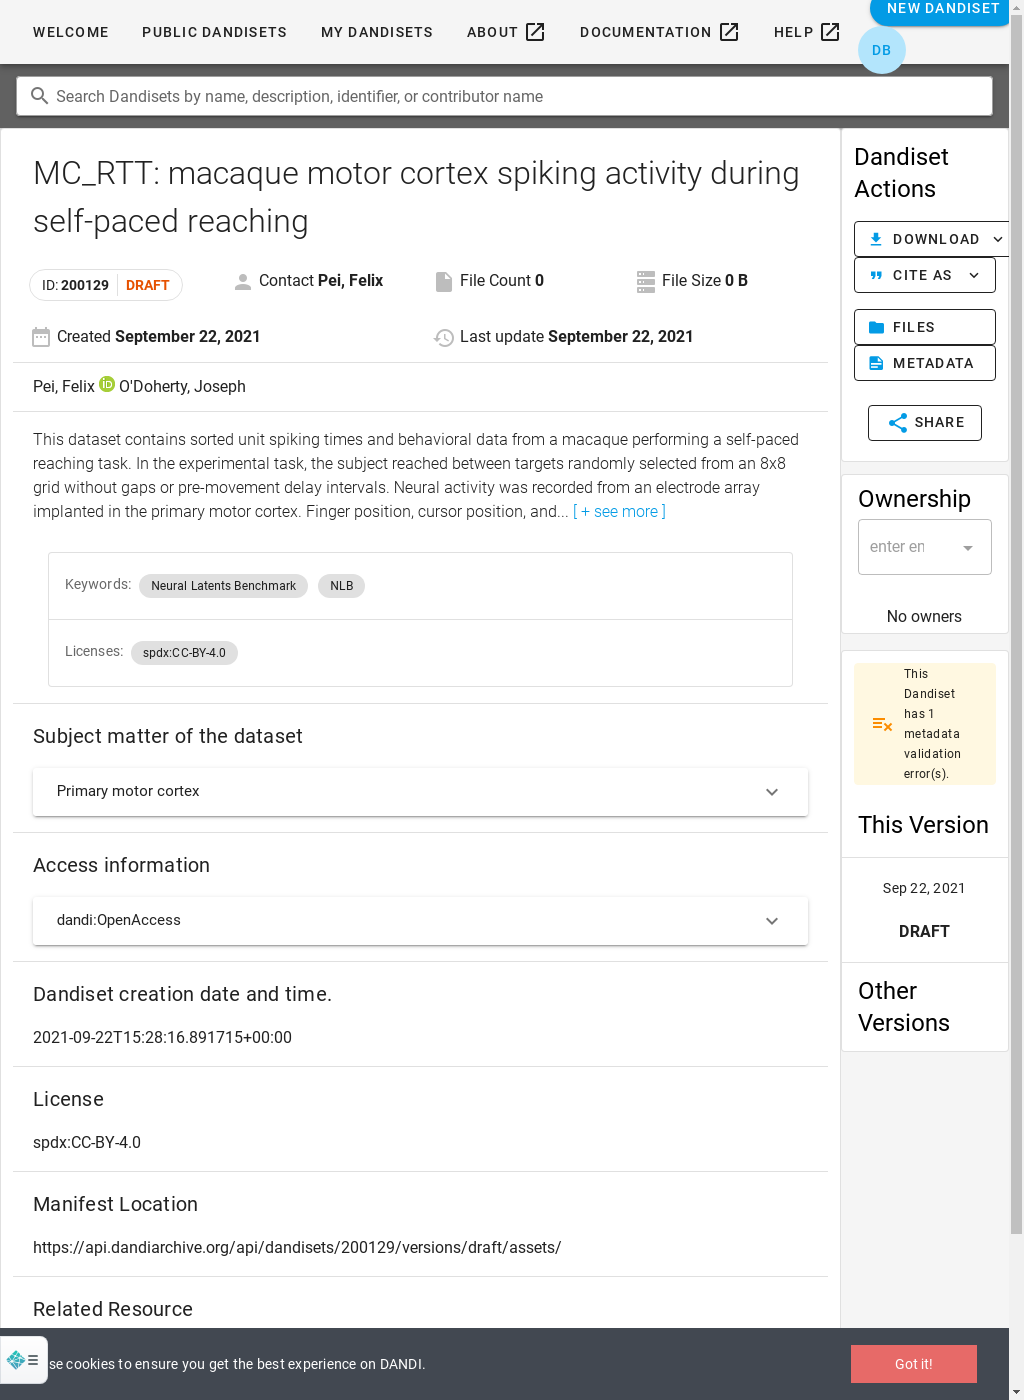 NEW DANDISET
WELCOME PUBLIC DANDISETS MY DANDISETS ABOUT DOCUMENTATION HELP
DB
Search Dandisets by name, description, identifier, or contributor name
MC_RTT: macaque motor cortex spiking activity during
self-paced reaching
ID: 200129 DRAFT
Contact Pei, Felix
File Count 0
File Size 0 B
Created September 22, 2021
Last update September 22, 2021
Pei, Felix iD O'Doherty, Joseph
This dataset contains sorted unit spiking times and behavioral data from a macaque performing a self-paced
reaching task. In the experimental task, the subject reached between targets randomly selected from an 8x8
grid without gaps or pre-movement delay intervals. Neural activity was recorded from an electrode array
implanted in the primary motor cortex. Finger position, cursor position, and... [ + see more ]
Keywords: Neural Latents Benchmark NLB
Licenses: spdx:CC-BY-4.0
Subject matter of the dataset
Primary motor cortex
Access information
dandi:OpenAccess
Dandiset creation date and time.
2021-09-22T15:28:16.891715+00:00
License
spdx:CC-BY-4.0
Manifest Location
https://api.dandiarchive.org/api/dandisets/200129/versions/draft/assets/
Related Resource
Dandiset
Actions
DOWNLOAD
CITE AS
FILES
METADATA
SHARE
Ownership
enter en
No owners
This
Dandiset
has 1
metadata
validation
error(s).
This Version
Sep 22, 2021
DRAFT
Other
Versions
se cookies to ensure you get the best experience on DANDI.
Got it!